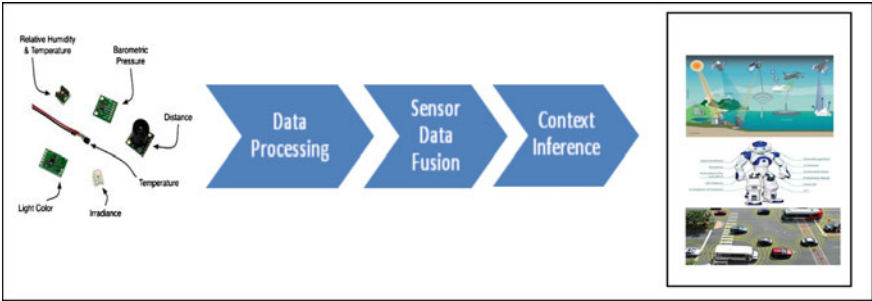 Relative Humidity
& Temperature
Barometric
Pressure
Distance
Temperature
Irradiance
Light Color
Data
Processing
Sensor
Data
Fusion
Context
Inference